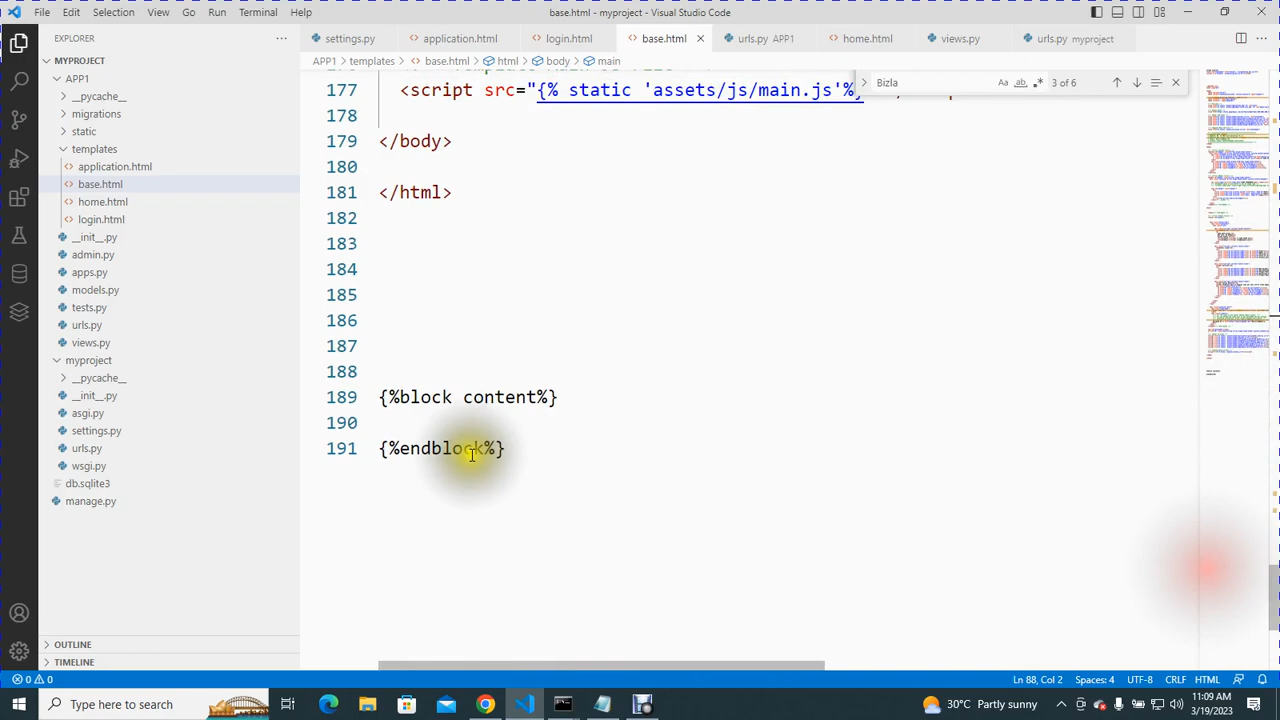 File Edit Selection View Go Run Terminal Help
base.html - myproject - Visual Studio Code
EXPLORER
settings.py application.html login.html base.html urls.py APP1 home.html views.py urls.py myproject
MYPROJECT
APP1 > templates > base.html > html > body > main
APP1
__pycache__
migrations
static
templates
application.html
base.html
home.html
login.html
__init__.py
admin.py
apps.py
models.py
tests.py
urls.py
views.py
myproject
__pycache__
__init__.py
asgi.py
settings.py
urls.py
wsgi.py
db.sqlite3
manage.py
OUTLINE
TIMELINE
Aa ab .* 3 of 6
177 <script src="{% static 'assets/js/main.js'%
178
179 </body>
180
181 </html>
182
183
184
185
186
187
188
189 {%block content%}
190
191 {%endblock%}
0 0
Ln 88, Col 2 Spaces: 4 UTF-8 CRLF HTML
Type here to search
30°C Partly sunny
11:09 AM
3/19/2023